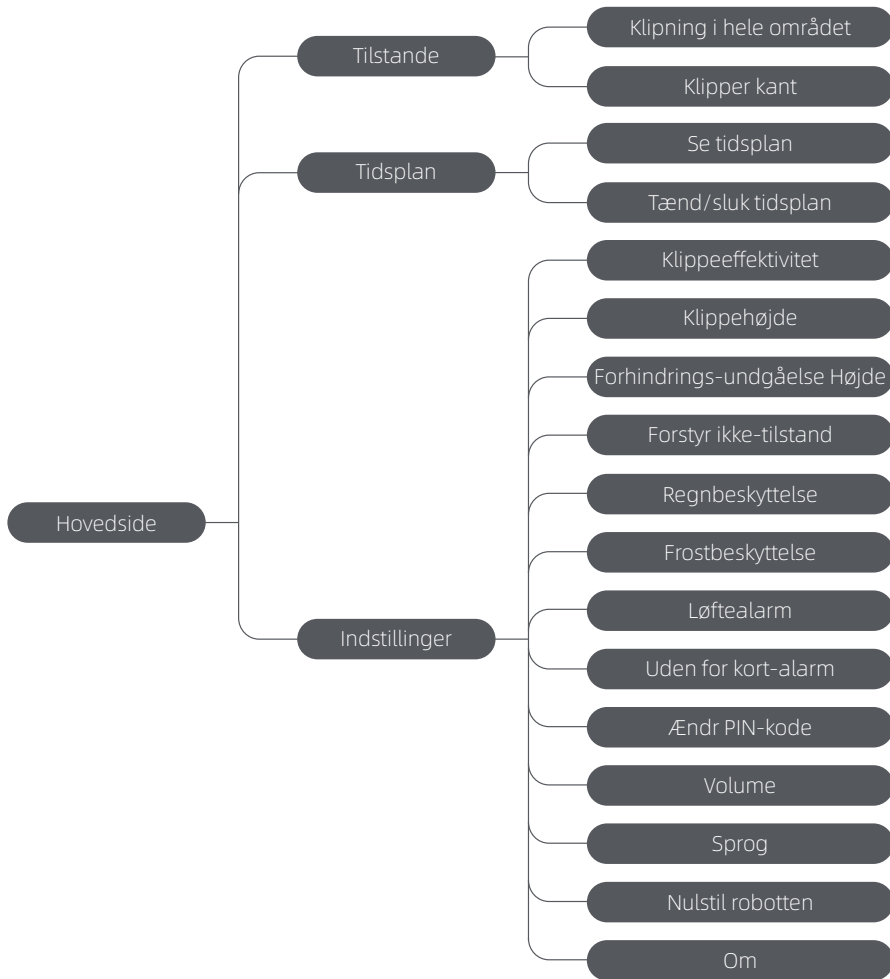 Hovedside
Tilstande
Klipning i hele området
Klipper kant
Tidsplan
Se tidsplan
Tænd/sluk tidsplan
Indstillinger
Klippeeffektivitet
Klippehøjde
Forhindrings-undgåelse Højde
Forstyr ikke-tilstand
Regnbeskyttelse
Frostbeskyttelse
Løftealarm
Uden for kort-alarm
Ændr PIN-kode
Volume
Sprog
Nulstil robotten
Om